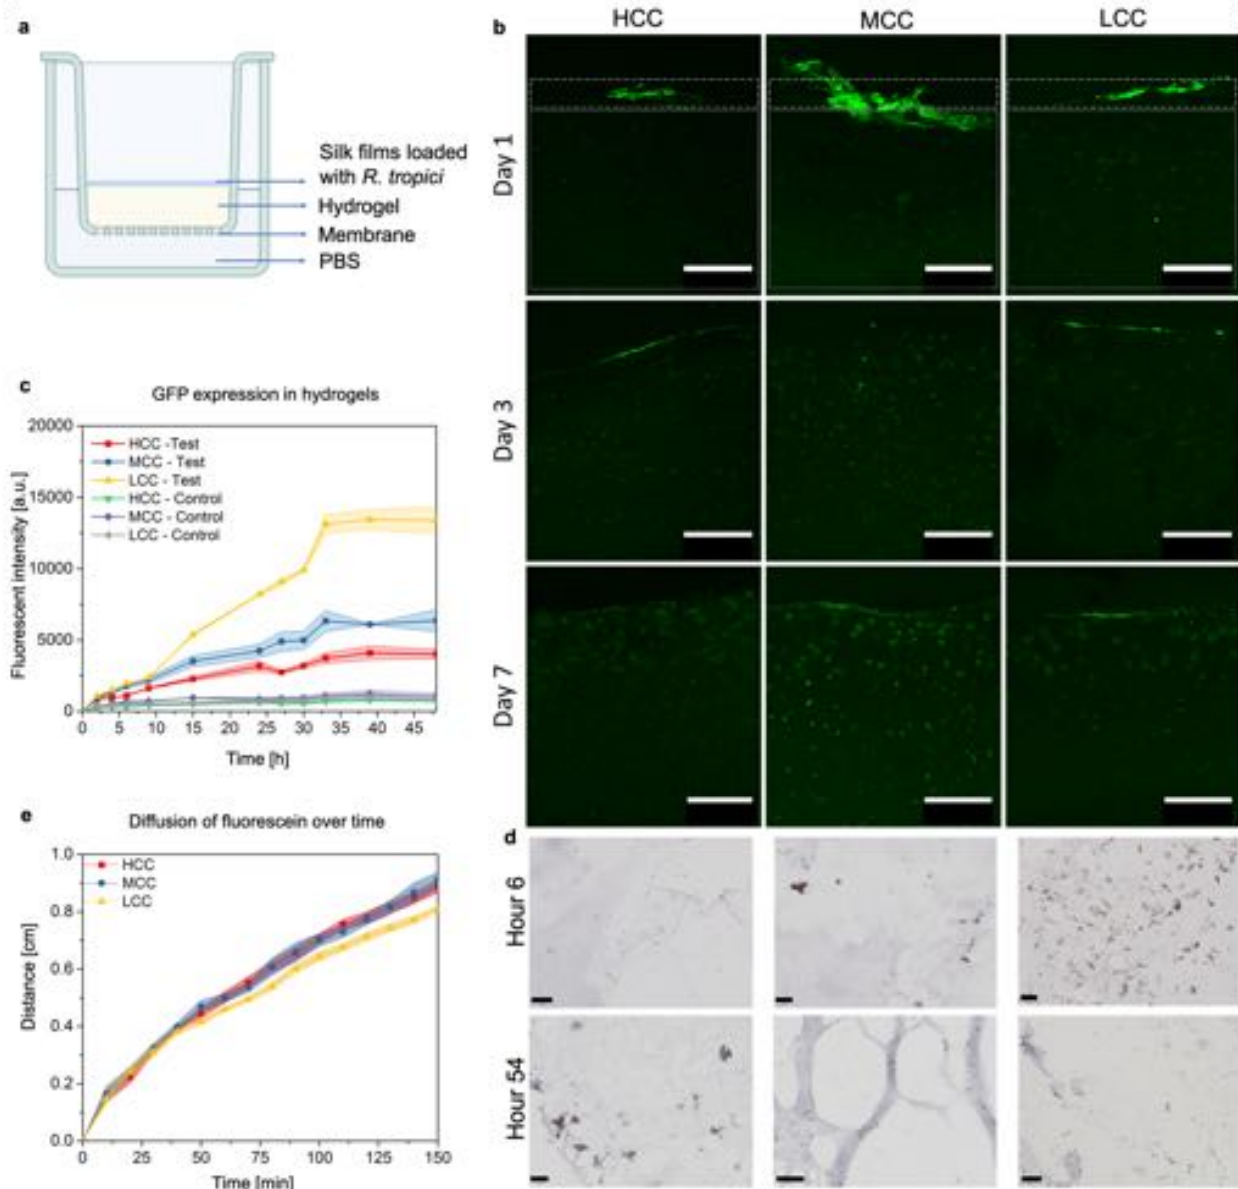 a
Silk films loaded
with R. tropici
Hydrogel
Membrane
PBS
b
HCC
MCC
LCC
Day 1
Day 3
Day 7
c
GFP expression in hydrogels
Fluorescent intensity [a.u.]
20000
15000
10000
5000
0
HCC -Test
MCC - Test
LCC - Test
HCC - Control
MCC - Control
LCC - Control
0 5 10 15 20 25 30 35 40 45
Time [h]
d
Hour 6
Hour 54
e
Diffusion of fluorescein over time
Distance [cm]
1.0
0.8
0.6
0.4
0.2
0.0
HCC
MCC
LCC
0 25 50 75 100 125 150
Time [min]